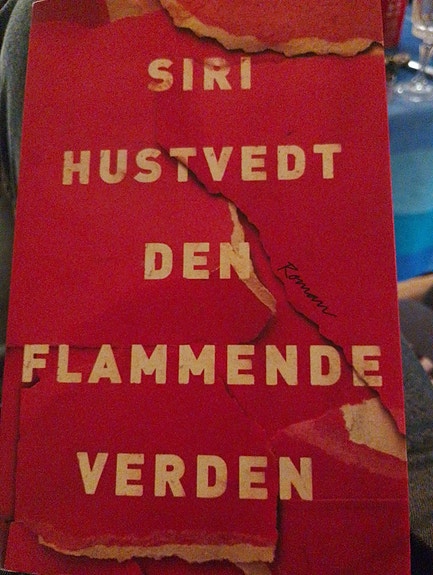 SIRI
HUSTVEDT
DEN
Roman
FLAMMENDE
VERDEN